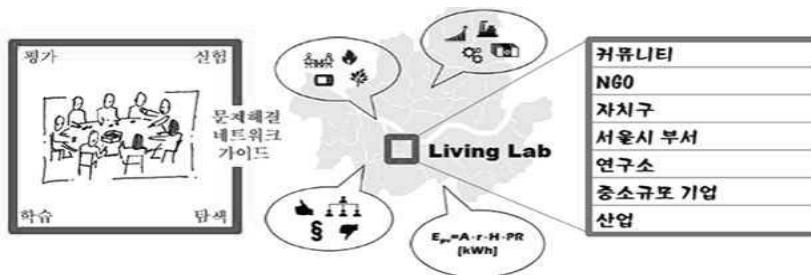 평가
실험
문제해결
네트워크
가이드
학습
탐색
§
Living Lab
Epv=A·r·H·PR
[kWh]
커뮤니티
NGO
자치구
서울시 부서
연구소
중소규모 기업
산업